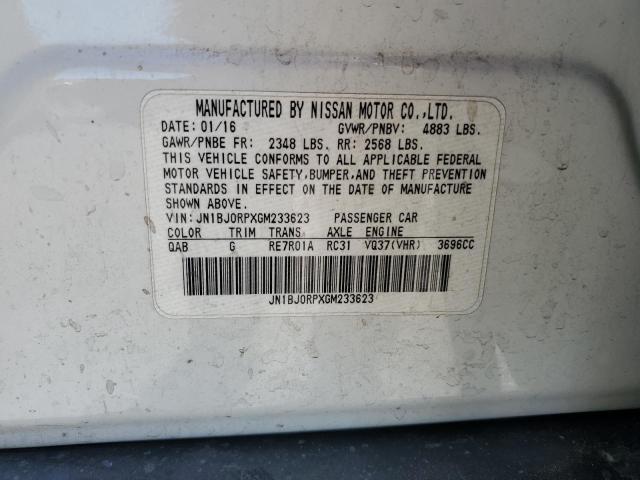 MANUFACTURED BY NISSAN MOTOR CO.,LTD.
DATE: 01/16 GVWR/PNBV: 4883 LBS.
GAWR/PNBE FR: 2348 LBS. RR: 2568 LBS.
THIS VEHICLE CONFORMS TO ALL APPLICABLE FEDERAL
MOTOR VEHICLE SAFETY,BUMPER,AND THEFT PREVENTION
STANDARDS IN EFFECT ON THE DATE OF MANUFACTURE
SHOWN ABOVE.
VIN: JN1BJ0RPXGM233623 PASSENGER CAR
COLOR TRIM TRANS AXLE ENGINE
QAB G RE7R01A RC31 VQ37(VHR) 3696CC
JN1BJ0RPXGM233623